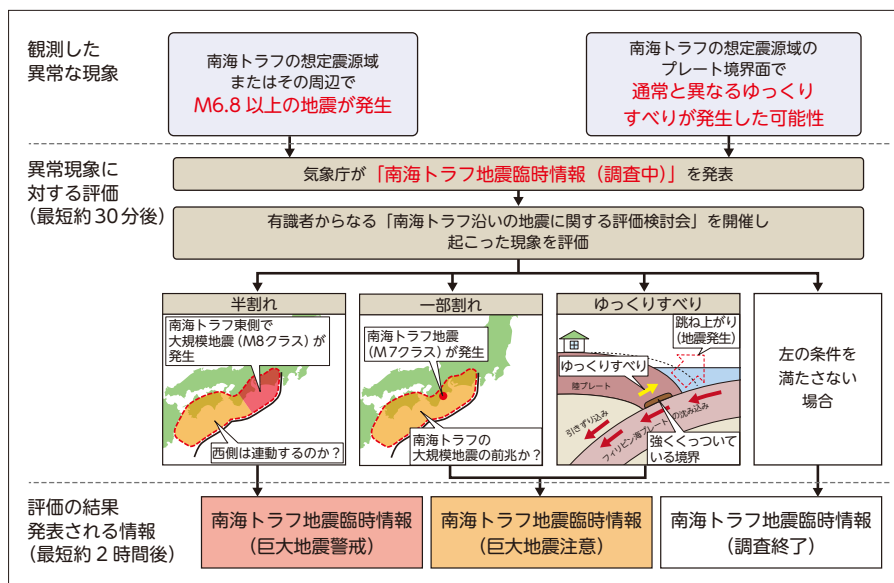 観測した
異常な現象
南海トラフの想定震源域
またはその周辺で
M6.8以上の地震が発生
南海トラフの想定震源域の
プレート境界面で
通常と異なるゆっくり
すべりが発生した可能性
異常現象に
対する評価
(最短約30分後)
気象庁が「南海トラフ地震臨時情報(調査中)」を発表
有識者からなる「南海トラフ沿いの地震に関する評価検討会」を開催し
起こった現象を評価
半割れ
南海トラフ東側で
大規模地震(M8クラス)が
発生
西側は連動するのか?
一部割れ
南海トラフ地震
(M7クラス)が発生
南海トラフの
大規模地震の前兆か?
ゆっくりすべり
跳ね上がり
(地震発生)
ゆっくりすべり
陸プレート
引きずり込み
フィリピン海プレートの沈み込み
強くくっついて
いる境界
左の条件を
満たさない
場合
評価の結果
発表される情報
(最短約2時間後)
南海トラフ地震臨時情報
(巨大地震警戒)
南海トラフ地震臨時情報
(巨大地震注意)
南海トラフ地震臨時情報
(調査終了)